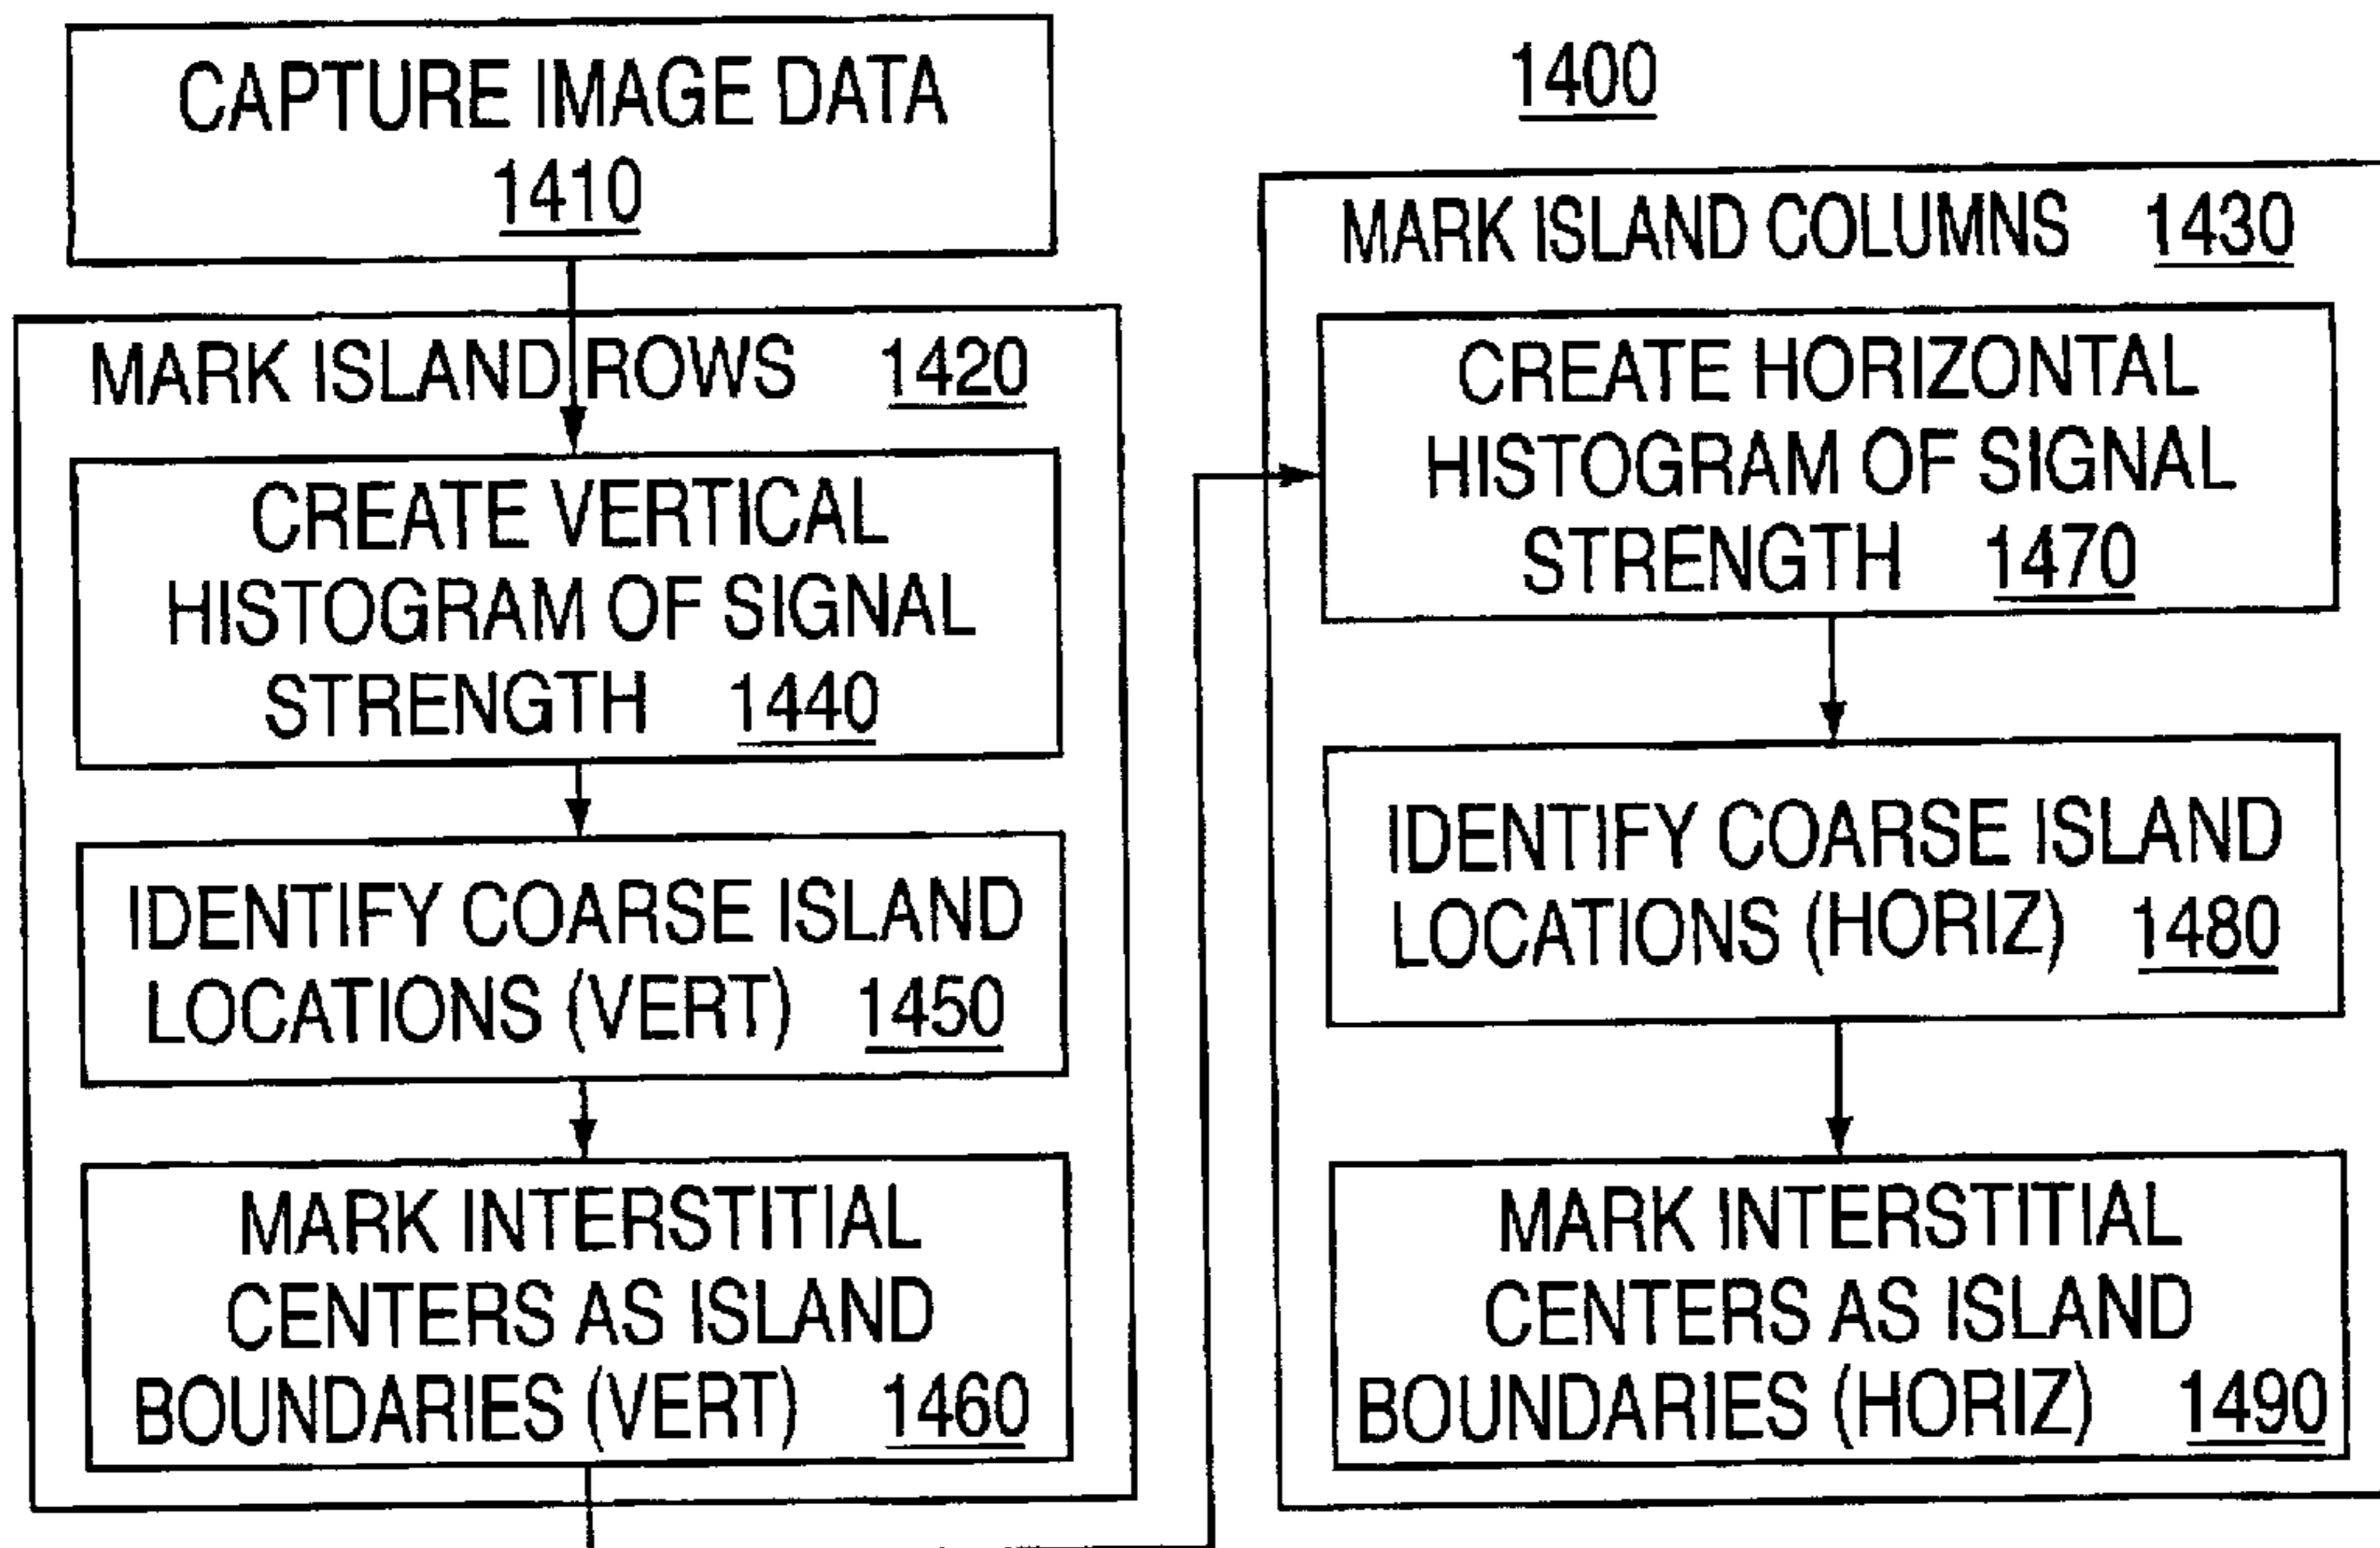 CAPTURE IMAGE DATA
1410
MARK ISLAND ROWS 1420
CREATE VERTICAL
HISTOGRAM OF SIGNAL
STRENGTH 1440
IDENTIFY COARSE ISLAND
LOCATIONS (VERT) 1450
MARK INTERSTITIAL
CENTERS AS ISLAND
BOUNDARIES (VERT) 1460
1400
MARK ISLAND COLUMNS 1430
CREATE HORIZONTAL
HISTOGRAM OF SIGNAL
STRENGTH 1470
IDENTIFY COARSE ISLAND
LOCATIONS (HORIZ) 1480
MARK INTERSTITIAL
CENTERS AS ISLAND
BOUNDARIES (HORIZ) 1490